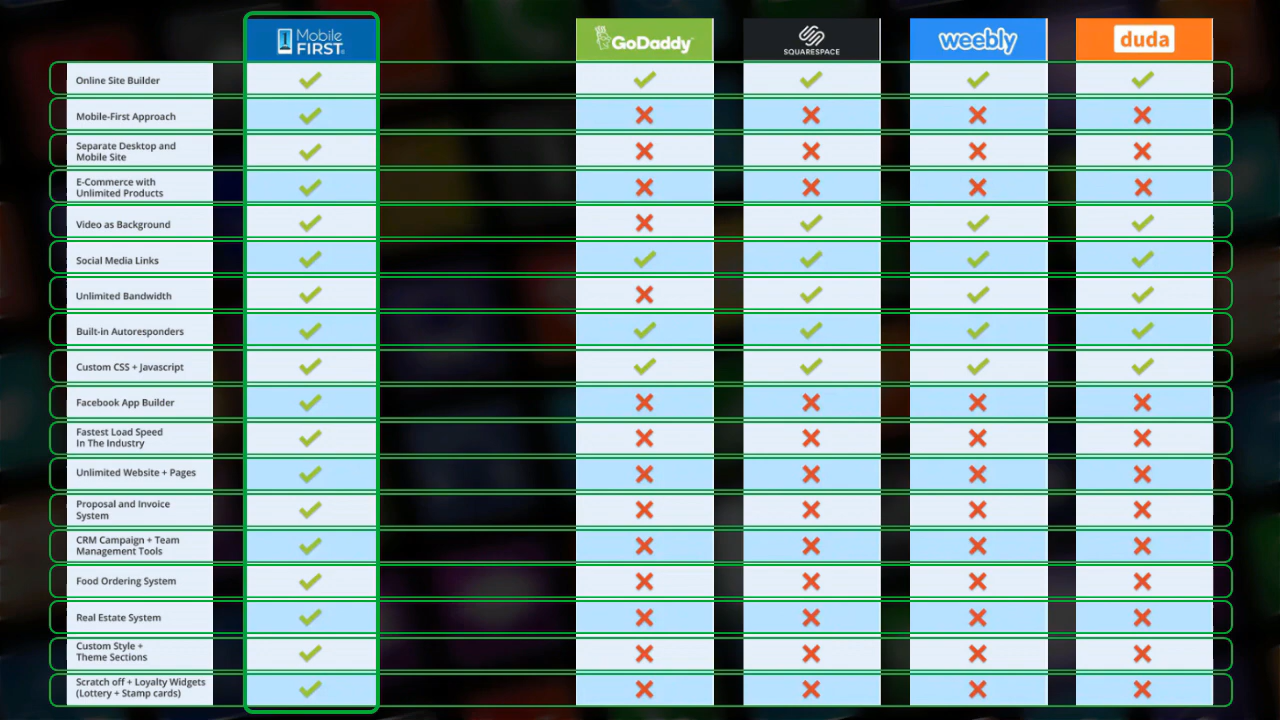 Mobile
FIRST
GoDaddy
SQUARESPACE
weebly
duda
Online Site Builder
Mobile-First Approach
Separate Desktop and
Mobile Site
E-Commerce with
Unlimited Products
Video as Background
Social Media Links
Unlimited Bandwidth
Built-in Autoresponders
Custom CSS + Javascript
Facebook App Builder
Fastest Load Speed
In The Industry
Unlimited Website + Pages
Proposal and Invoice
System
CRM Campaign + Team
Management Tools
Food Ordering System
Real Estate System
Custom Style +
Theme Sections
Scratch off + Loyalty Widgets
(Lottery + Stamp cards)